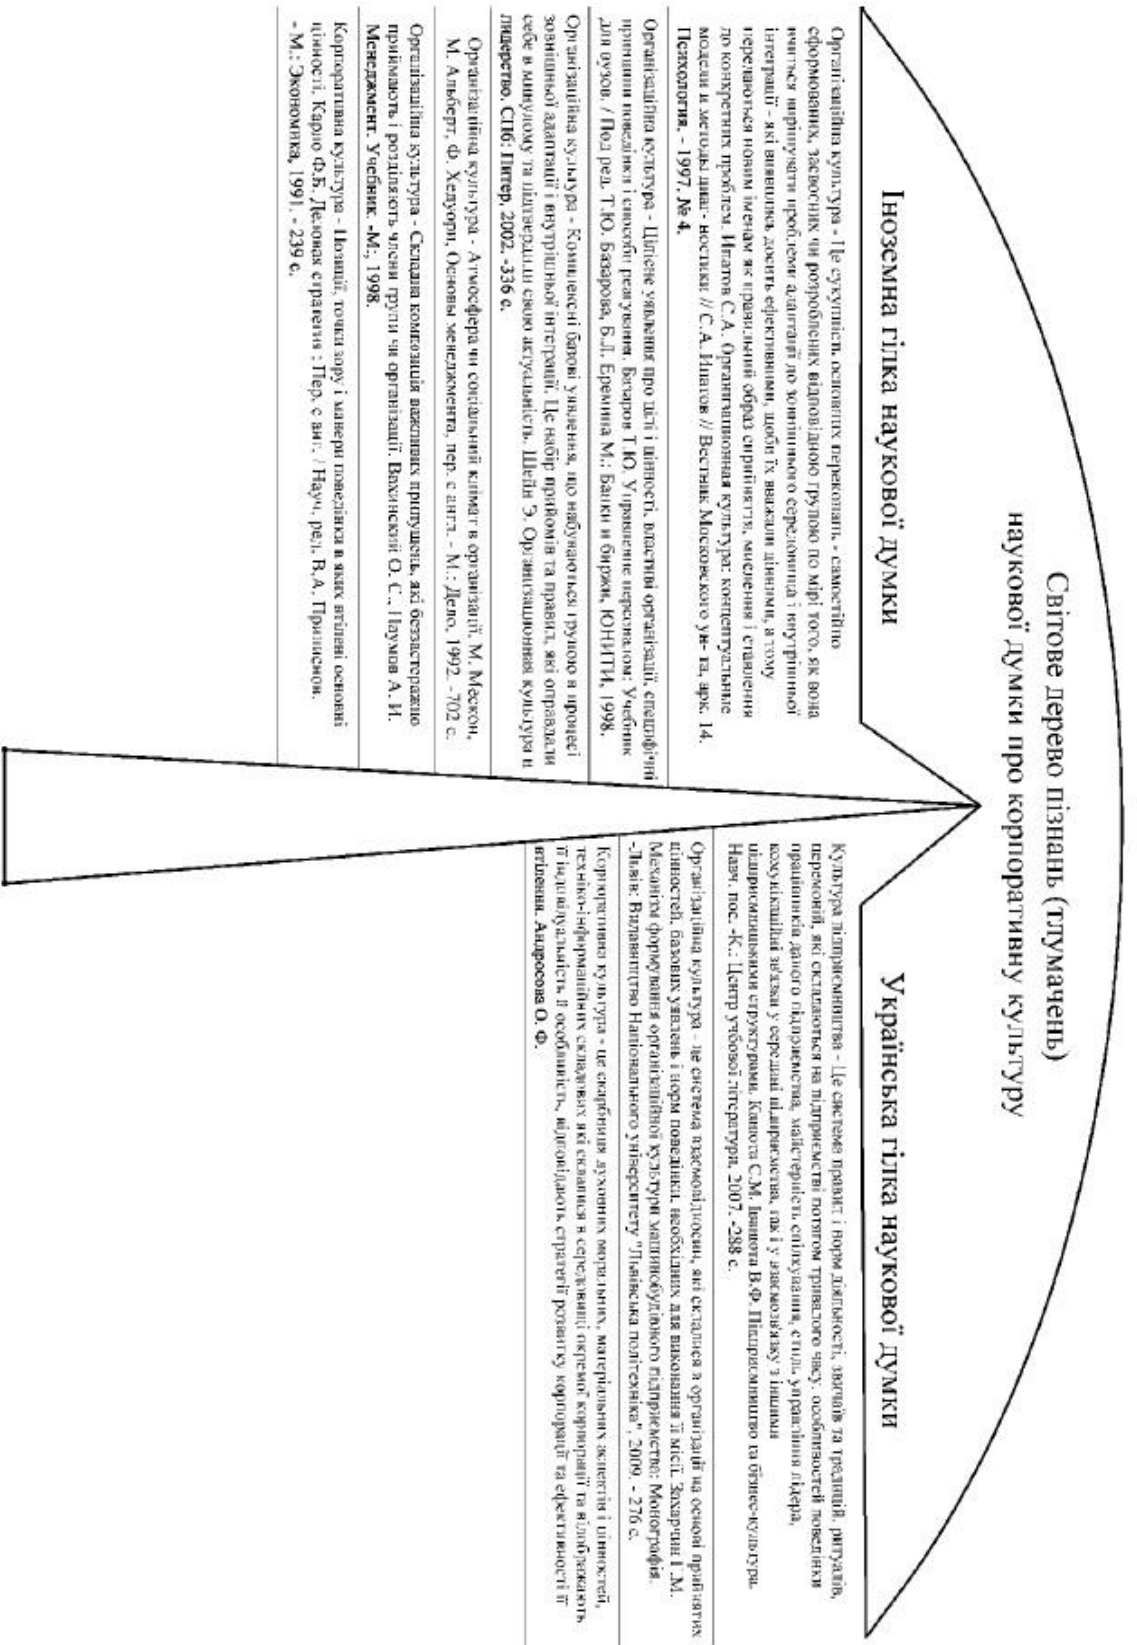 Світове дерево пізнань (тлумачень)
наукової думки про корпоративну культуру
Іноземна гілка наукової думки
Організаційна культура - Це сукупність основних переконань - самостійно
сформованих, засвоєних чи розроблених відповідною групою по мірі того, як вона
вчиться вирішувати проблеми адаптації до зовнішнього середовища і внутрішньої
інтеграції - які виявились досить ефективними, щоби їх вважали цінними, а тому
передаються новим іменам як правильний образ сприйняття, мислення і ставлення
до конкретних проблем. Ипатов С.А. Организационная культура: концептуальные
модели и методы диаг- ностики // С.А. Ипатов // Вестник Московского ун- та, арк. 14.
Психология. - 1997. № 4.
Організаційна культура - Цілісне уявлення про цілі і цінності, властиві організації, специфічні
принципи поведінки і способи реагування. Базаров Т.Ю. Управление персоналом: Учебник
для вузов. / Под ред. Т.Ю. Базарова, Б.Л. Еремина М.: Банки и биржи, ЮНИТИ, 1998.
Організаційна культура - Комплексні базові уявлення, що набуваються групою в процесі
зовнішньої адаптації і внутрішньої інтеграції. Це набір прийомів та правил, які оправдали
себе в минулому та підтвердили свою актуальність. Шейн Э. Организационная культура и
лидерство. СПб: Питер, 2002. -336 с.
Організаційна культура - Атмосфера чи соціальний клімат в організації. М. Мескон,
М. Альберт, Ф. Хедуори, Основы менеджмента, пер. с англ. - М.: Дело, 1992. -702 с.
Організаційна культура - Складна композиція важливих припущень, які беззастеражно
приймають і розділяють члени групи чи організації. Виханский О. С., Наумов А. И.
Менеджмент. Учебник. -М:, 1998.
Корпоративна культура - Позиції, точки зору і манери поведінки в яких втілені основні
цінності. Карло Ф.Б. Деловая стратегия : Пер. с анг. / Науч. ред. В.А. Приписнов.
- М.: Экономика, 1991. - 239 с.
Українська гілка наукової думки
Культура підприємництва - Це система правил і норм діяльності, звичаїв та традицій, ритуалів,
церемоній, які складаються на підприємстві потягом тривалого часу; особливостей поведінки
працівників даного підприємства, майстерність спілкування, стиль управління лідера,
комунікаційні зв'язки у середині підприємства, так і у взаємозв'язку з іншими
підприємницькими структурами. Канюта С.М. Іванюта В.Ф. Підприємництво та бізнес-культура.
Навч. пос. -К.: Центр учбової літератури, 2007. -288 с.
Організаційна культура - це система взаємовідносин, які склалися в організації на основі прийнятих
цінностей, базових уявлень і норм поведінки, необхідних для виконання її місії. Захарчин Г.М.
Механізм формування організаційної культури машинобудівного підприємства: Монографія.
-Львів: Видавництво Національного університету "Львівська політехніка", 2009. - 276 с.
Корпоративна культура - це скарбниця духовних моральних, матеріальних аспектів і цінностей,
техніко-інформаційних складових які склалися в середовищі окремої корпорації та відображають
її індивідуальність й особливість, відповідають стратегії розвитку корпорації та ефективності її
втілення. Андросова О. Ф.